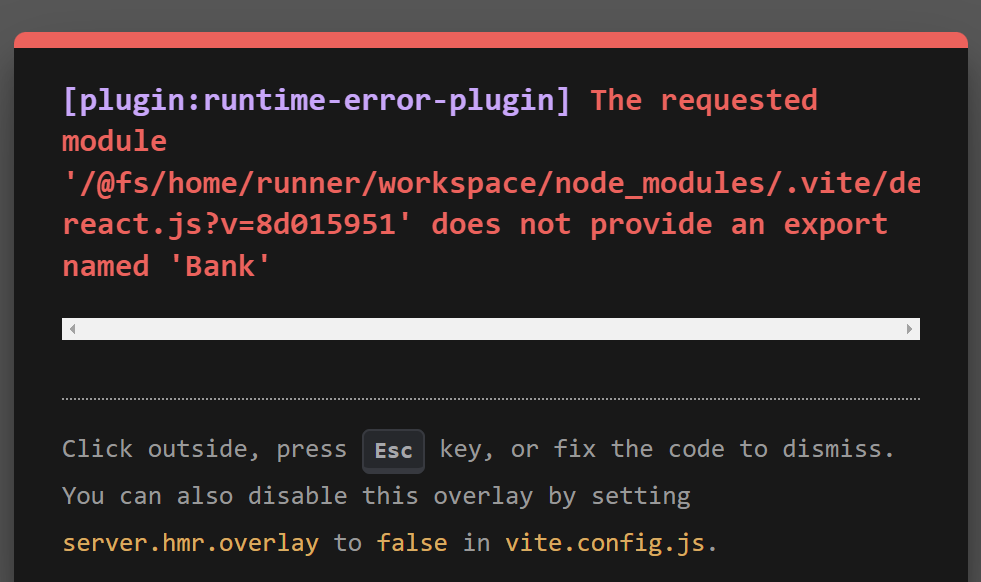 [plugin:runtime-error-plugin] The requested
module
'/@fs/home/runner/workspace/node_modules/.vite/de
react.js?v=8d015951' does not provide an export
named 'Bank'
Click outside, press Esc key, or fix the code to dismiss.
You can also disable this overlay by setting
server.hmr.overlay to false in vite.config.js.